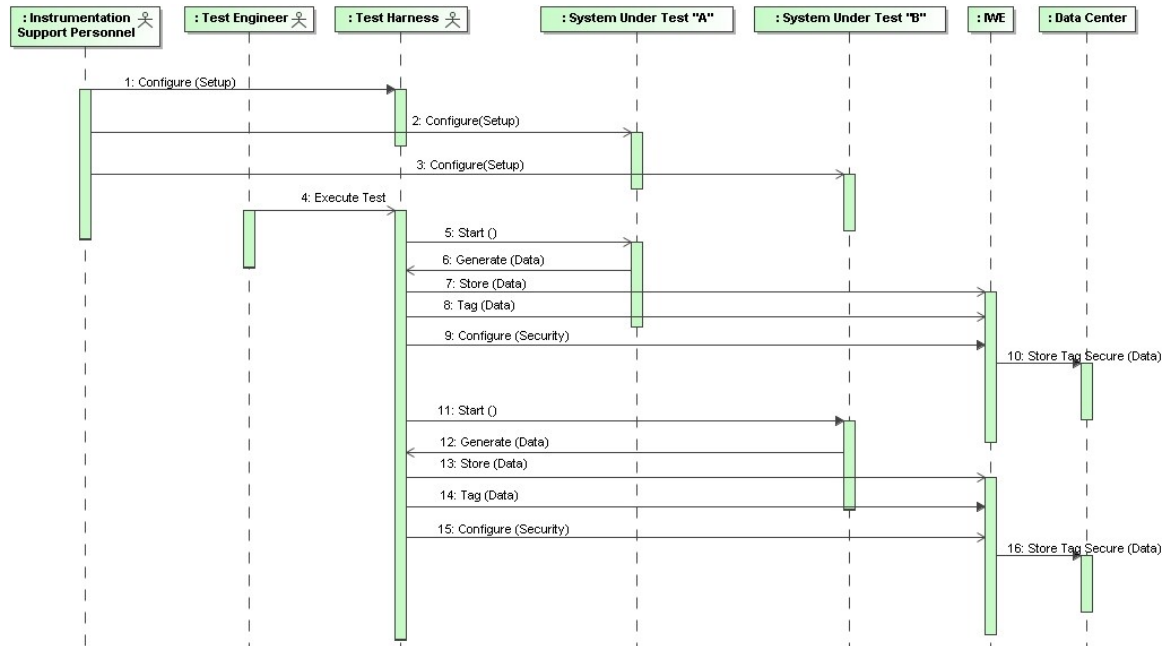 : Instrumentation
Support Personnel
: Test Engineer
: Test Harness
: System Under Test "A"
: System Under Test "B"
: IWE
: Data Center
1: Configure (Setup)
2: Configure(Setup)
3: Configure(Setup)
4: Execute Test
5: Start ()
6: Generate (Data)
7: Store (Data)
8: Tag (Data)
9: Configure (Security)
10: Store Tag Secure (Data)
11: Start ()
12: Generate (Data)
13: Store (Data)
14: Tag (Data)
15: Configure (Security)
16: Store Tag Secure (Data)